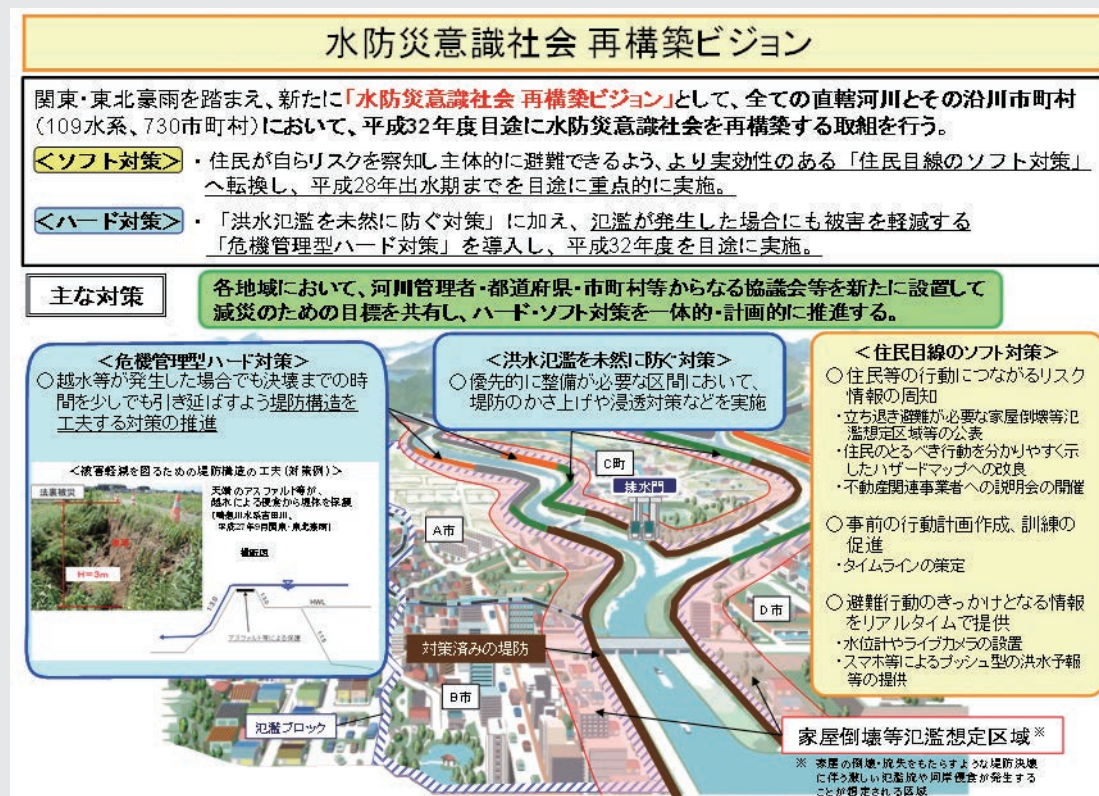 水防災意識社会 再構築ビジョン
関東・東北豪雨を踏まえ、新たに「水防災意識社会 再構築ビジョン」として、全ての直轄河川とその沿川市町村
（109水系、730市町村）において、平成32年度目途に水防災意識社会を再構築する取組を行う。
＜ソフト対策＞ ・住民が自らリスクを察知し主体的に避難できるよう、より実効性のある「住民目線のソフト対策」
へ転換し、平成28年出水期までを目途に重点的に実施。
＜ハード対策＞ ・「洪水氾濫を未然に防ぐ対策」に加え、氾濫が発生した場合にも被害を軽減する
「危機管理型ハード対策」を導入し、平成32年度を目途に実施。
主な対策
各地域において、河川管理者・都道府県・市町村等からなる協議会等を新たに設置して
減災のための目標を共有し、ハード・ソフト対策を一体的・計画的に推進する。
＜危機管理型ハード対策＞
○越水等が発生した場合でも決壊までの時
間を少しでも引き延ばすよう堤防構造を
工夫する対策の推進
＜被害軽減を図るための堤防構造の工夫（対策例）＞
法裏被災
H=3m
天端のアスファルト等が、
越水による侵食から堤体を保護
（鳴瀬川水系吉田川、
平成27年9月関東・東北豪雨）
横断図
1:3.0
1:3.0
HWL
アスファルト等による保護
＜洪水氾濫を未然に防ぐ対策＞
○優先的に整備が必要な区間において、
堤防のかさ上げや浸透対策などを実施
＜住民目線のソフト対策＞
○住民等の行動につながるリスク
情報の周知
・立ち退き避難が必要な家屋倒壊等氾
濫想定区域等の公表
・住民のとるべき行動を分かりやすく示
したハザードマップへの改良
・不動産関連事業者への説明会の開催
○事前の行動計画作成、訓練の
促進
・タイムラインの策定
○避難行動のきっかけとなる情報
をリアルタイムで提供
・水位計やライブカメラの設置
・スマホ等によるプッシュ型の洪水予報
等の提供
C町
排水門
A市
D市
対策済みの堤防
B市
氾濫ブロック
家屋倒壊等氾濫想定区域※
※ 家屋の倒壊・流失をもたらすような堤防決壊
に伴う激しい氾濫流や河岸侵食が発生する
ことが想定される区域